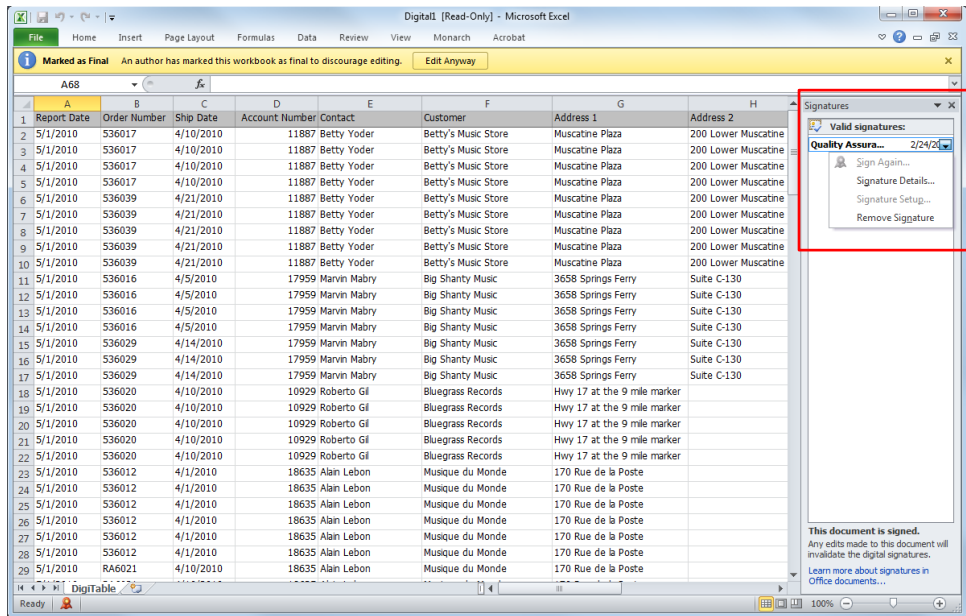 Digital1 [Read-Only] - Microsoft Excel
File Home Insert Page Layout Formulas Data Review View Monarch Acrobat
Marked as Final An author has marked this workbook as final to discourage editing. Edit Anyway
A68 fx
A B C D E F G H
1 Report Date Order Number Ship Date Account Number Contact Customer Address 1 Address 2
2 5/1/2010 536017 4/10/2010 11887 Betty Yoder Betty's Music Store Muscatine Plaza 200 Lower Muscatine
3 5/1/2010 536017 4/10/2010 11887 Betty Yoder Betty's Music Store Muscatine Plaza 200 Lower Muscatine
4 5/1/2010 536017 4/10/2010 11887 Betty Yoder Betty's Music Store Muscatine Plaza 200 Lower Muscatine
5 5/1/2010 536017 4/10/2010 11887 Betty Yoder Betty's Music Store Muscatine Plaza 200 Lower Muscatine
6 5/1/2010 536039 4/21/2010 11887 Betty Yoder Betty's Music Store Muscatine Plaza 200 Lower Muscatine
7 5/1/2010 536039 4/21/2010 11887 Betty Yoder Betty's Music Store Muscatine Plaza 200 Lower Muscatine
8 5/1/2010 536039 4/21/2010 11887 Betty Yoder Betty's Music Store Muscatine Plaza 200 Lower Muscatine
9 5/1/2010 536039 4/21/2010 11887 Betty Yoder Betty's Music Store Muscatine Plaza 200 Lower Muscatine
10 5/1/2010 536039 4/21/2010 11887 Betty Yoder Betty's Music Store Muscatine Plaza 200 Lower Muscatine
11 5/1/2010 536016 4/5/2010 17959 Marvin Mabry Big Shanty Music 3658 Springs Ferry Suite C-130
12 5/1/2010 536016 4/5/2010 17959 Marvin Mabry Big Shanty Music 3658 Springs Ferry Suite C-130
13 5/1/2010 536016 4/5/2010 17959 Marvin Mabry Big Shanty Music 3658 Springs Ferry Suite C-130
14 5/1/2010 536016 4/5/2010 17959 Marvin Mabry Big Shanty Music 3658 Springs Ferry Suite C-130
15 5/1/2010 536029 4/14/2010 17959 Marvin Mabry Big Shanty Music 3658 Springs Ferry Suite C-130
16 5/1/2010 536029 4/14/2010 17959 Marvin Mabry Big Shanty Music 3658 Springs Ferry Suite C-130
17 5/1/2010 536029 4/14/2010 17959 Marvin Mabry Big Shanty Music 3658 Springs Ferry Suite C-130
18 5/1/2010 536020 4/10/2010 10929 Roberto Gil Bluegrass Records Hwy 17 at the 9 mile marker
19 5/1/2010 536020 4/10/2010 10929 Roberto Gil Bluegrass Records Hwy 17 at the 9 mile marker
20 5/1/2010 536020 4/10/2010 10929 Roberto Gil Bluegrass Records Hwy 17 at the 9 mile marker
21 5/1/2010 536020 4/10/2010 10929 Roberto Gil Bluegrass Records Hwy 17 at the 9 mile marker
22 5/1/2010 536020 4/10/2010 10929 Roberto Gil Bluegrass Records Hwy 17 at the 9 mile marker
23 5/1/2010 536012 4/1/2010 18635 Alain Lebon Musique du Monde 170 Rue de la Poste
24 5/1/2010 536012 4/1/2010 18635 Alain Lebon Musique du Monde 170 Rue de la Poste
25 5/1/2010 536012 4/1/2010 18635 Alain Lebon Musique du Monde 170 Rue de la Poste
26 5/1/2010 536012 4/1/2010 18635 Alain Lebon Musique du Monde 170 Rue de la Poste
27 5/1/2010 536012 4/1/2010 18635 Alain Lebon Musique du Monde 170 Rue de la Poste
28 5/1/2010 536012 4/1/2010 18635 Alain Lebon Musique du Monde 170 Rue de la Poste
29 5/1/2010 RA6021 4/10/2010 18635 Alain Lebon Musique du Monde 170 Rue de la Poste
Signatures
Valid signatures:
Quality Assura... 2/24/20
Sign Again...
Signature Details...
Signature Setup...
Remove Signature
This document is signed.
Any edits made to this document will
invalidate the digital signatures.
Learn more about signatures in
Office documents...
DigiTable
Ready 100%